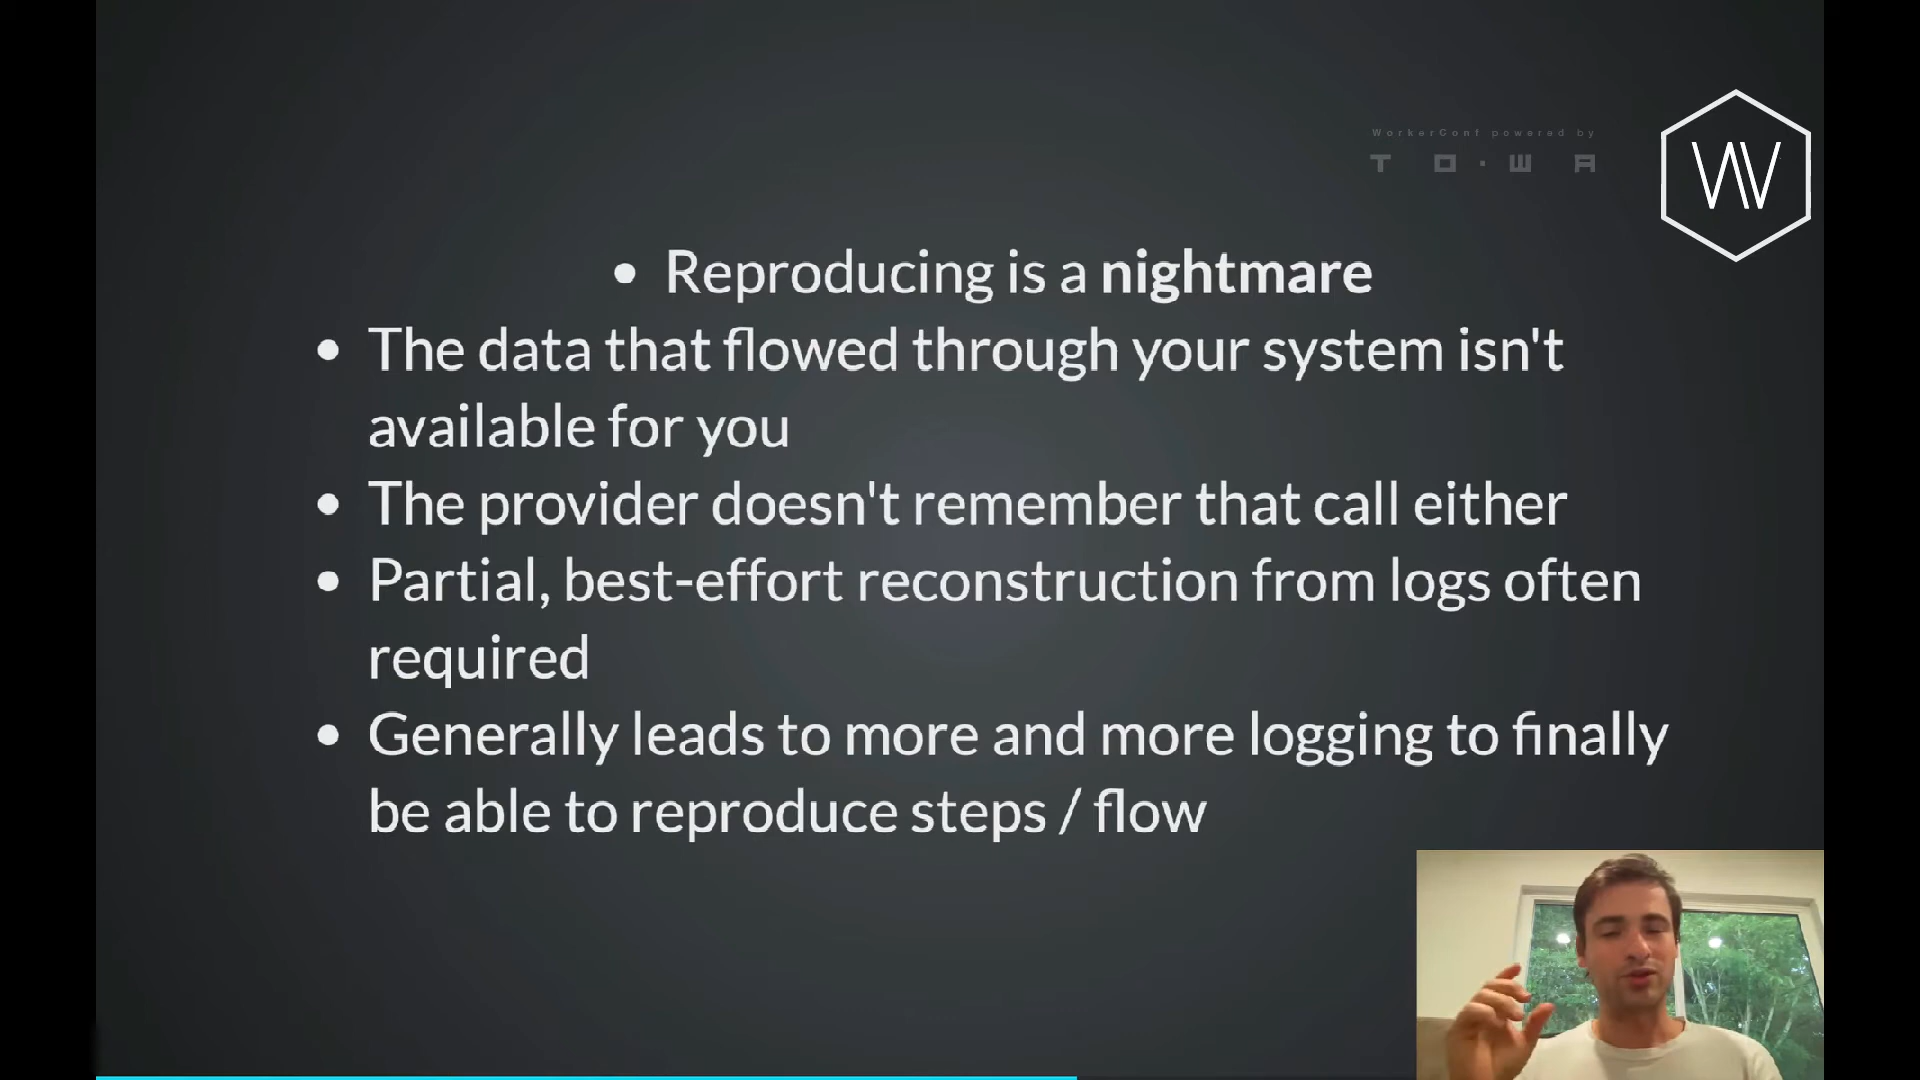 WorkerConf powered by
TO·WA
W
• Reproducing is a nightmare
• The data that flowed through your system isn't
available for you
• The provider doesn't remember that call either
• Partial, best-effort reconstruction from logs often
required
• Generally leads to more and more logging to finally
be able to reproduce steps / flow